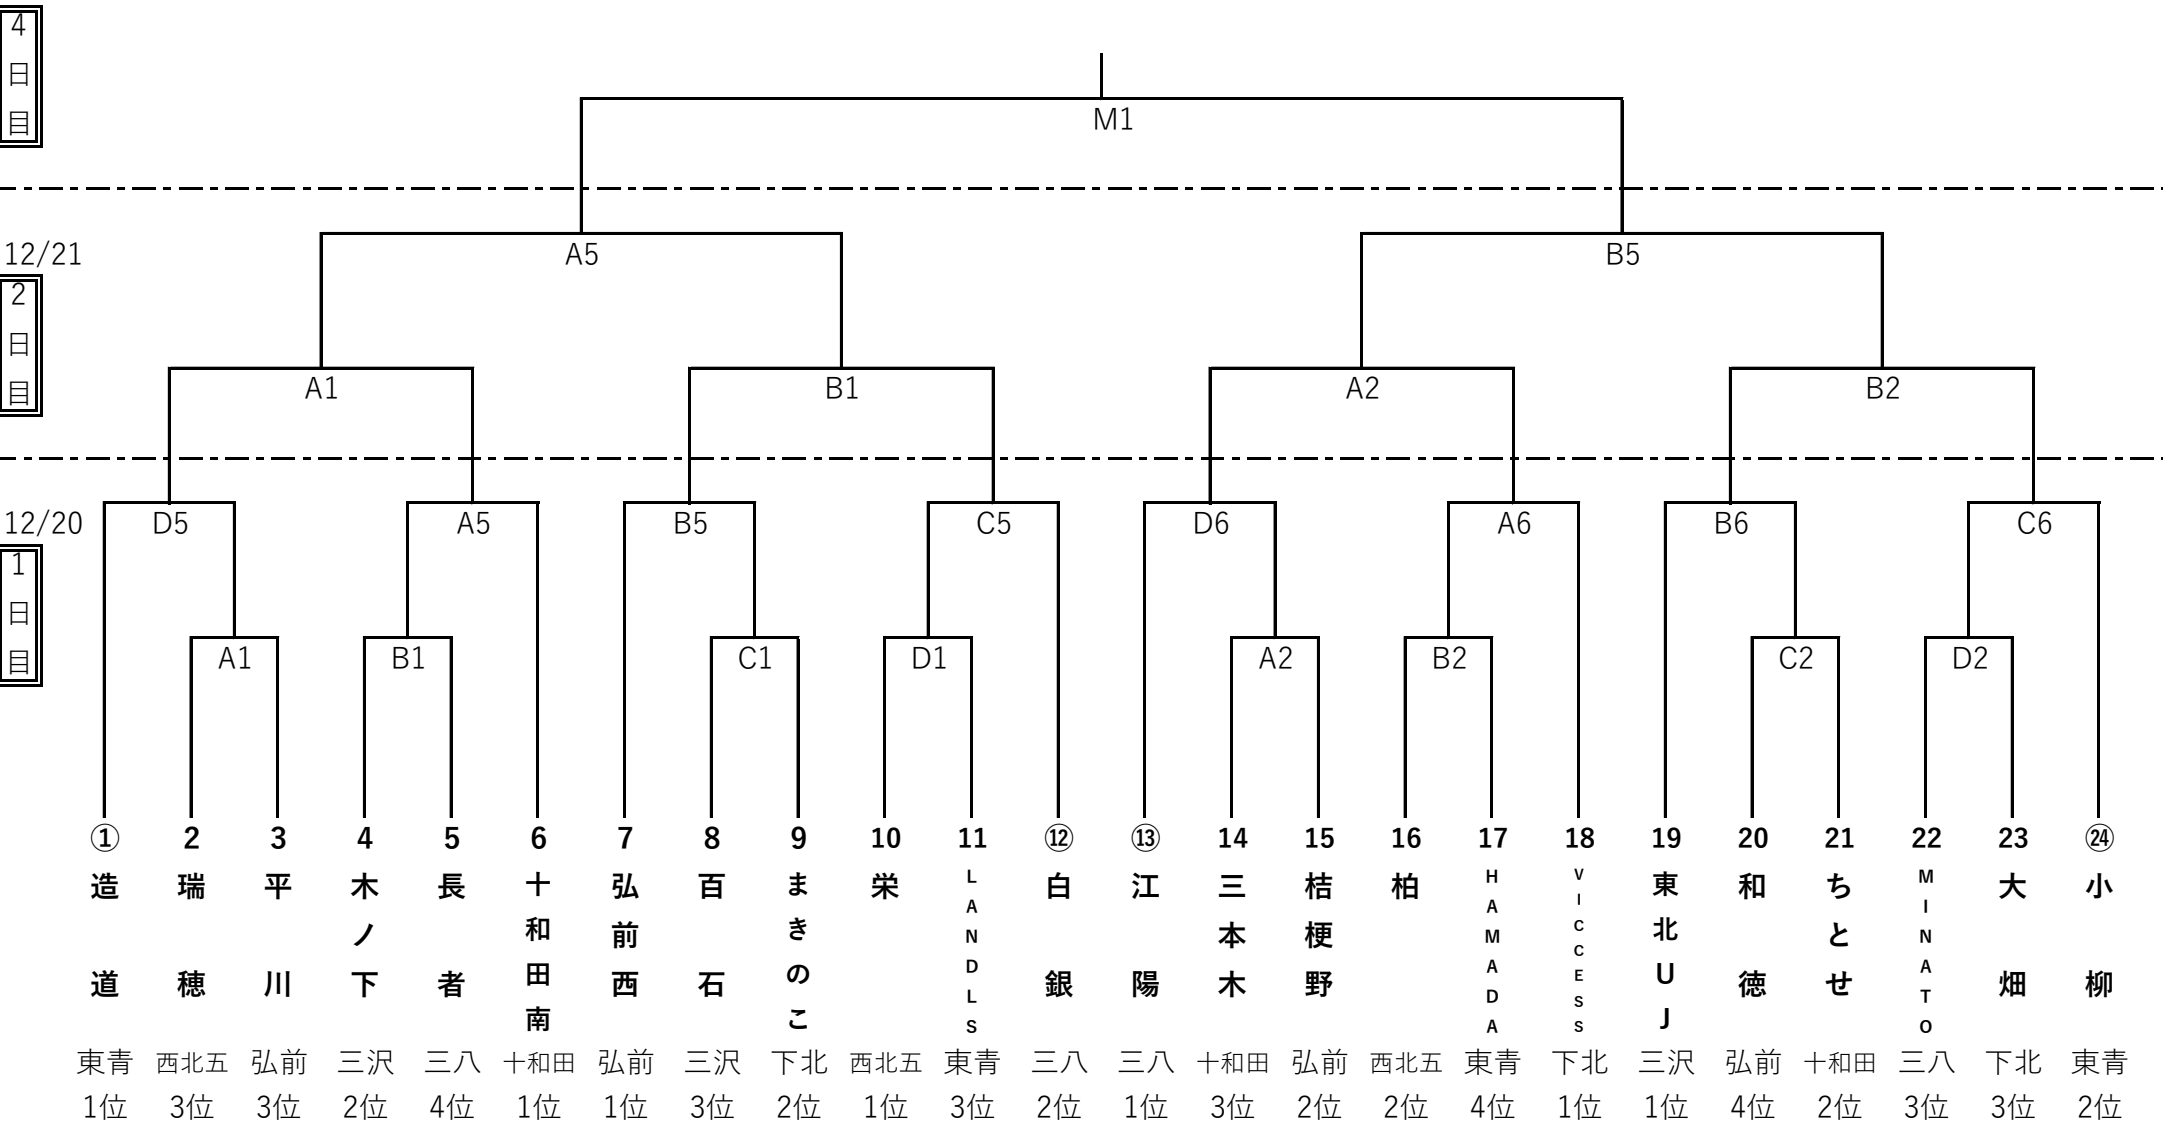 4日目
M1
12/21
A5 B5
2日目
A1 B1 A2 B2
12/20
D5 A5 B5 C5 D6 A6 B6 C6
1日目
A1 B1 C1 D1 A2 B2 C2 D2
① 2 3 4 5 6 7 8 9 10 11 ⑫ ⑬ 14 15 16 17 18 19 20 21 22 23 ㉔
造道
瑞穂
平川
木ノ下
長者
十和田南
弘前西
百石
まきのこ
栄
LANDLS
白銀
江陽
三本木
桔梗野
柏
HAMADA
VICCESS
東北UJ
和徳
ちとせ
MINATO
大畑
小柳
東青 西北五 弘前 三沢 三八 十和田 弘前 三沢 下北 西北五 東青 三八 三八 十和田 弘前 西北五 東青 下北 三沢 弘前 十和田 三八 下北 東青
1位 3位 3位 2位 4位 1位 1位 3位 2位 1位 3位 2位 1位 3位 2位 2位 4位 1位 1位 4位 2位 3位 3位 2位